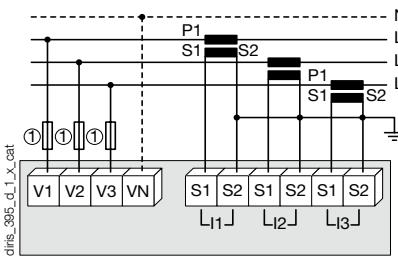 N
L
P1
S1 S2
L
P1
L
S1 S2
① ① ①
V1 V2 V3 VN S1 S2 S1 S2 S1 S2
I1 I2 I3
diris_395_d_1_x_cat